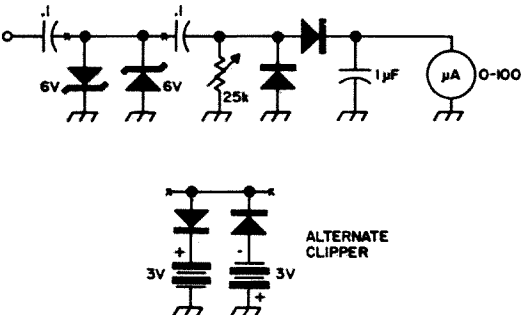 .1
.1
6V
6V
25k
1µF
µA
0-100
+
-
3V
3V
+
ALTERNATE
CLIPPER